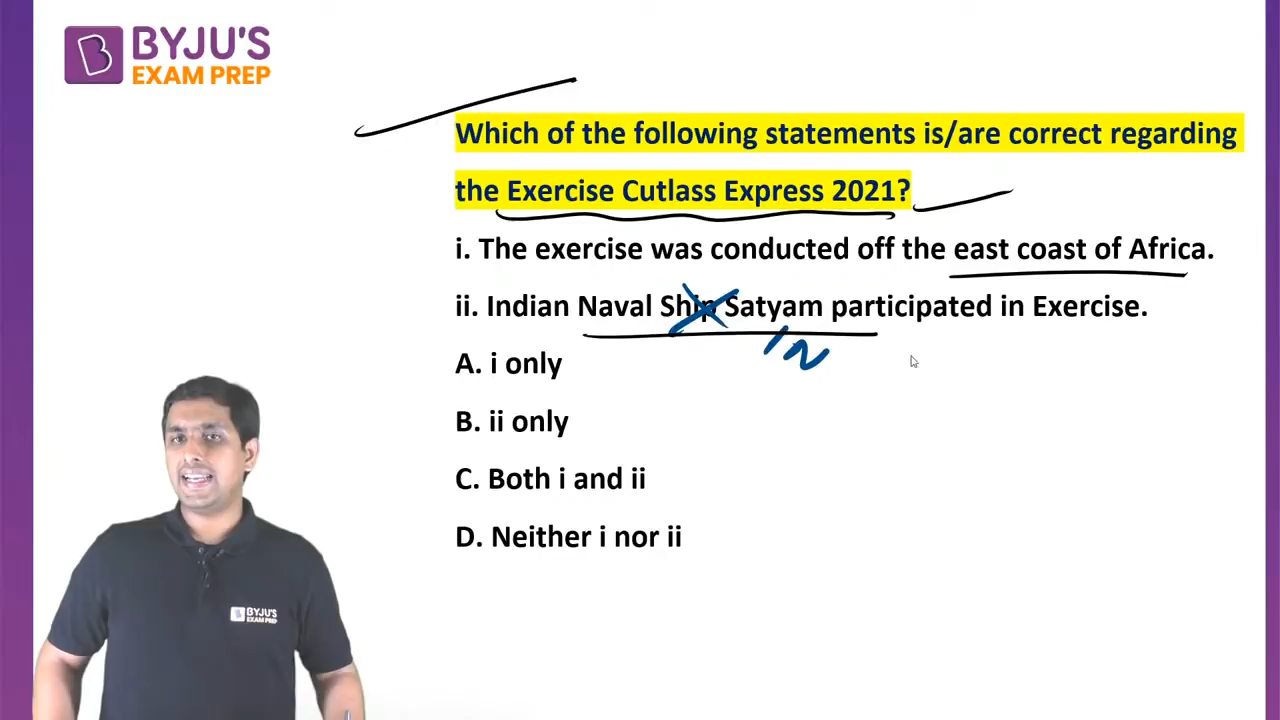 BYJU'S
EXAM PREP
Which of the following statements is/are correct regarding
the Exercise Cutlass Express 2021?
i. The exercise was conducted off the east coast of Africa.
ii. Indian Naval Ship Satyam participated in Exercise.
IN
A. i only
B. ii only
C. Both i and ii
D. Neither i nor ii
BYJU'S
EXAM PREP